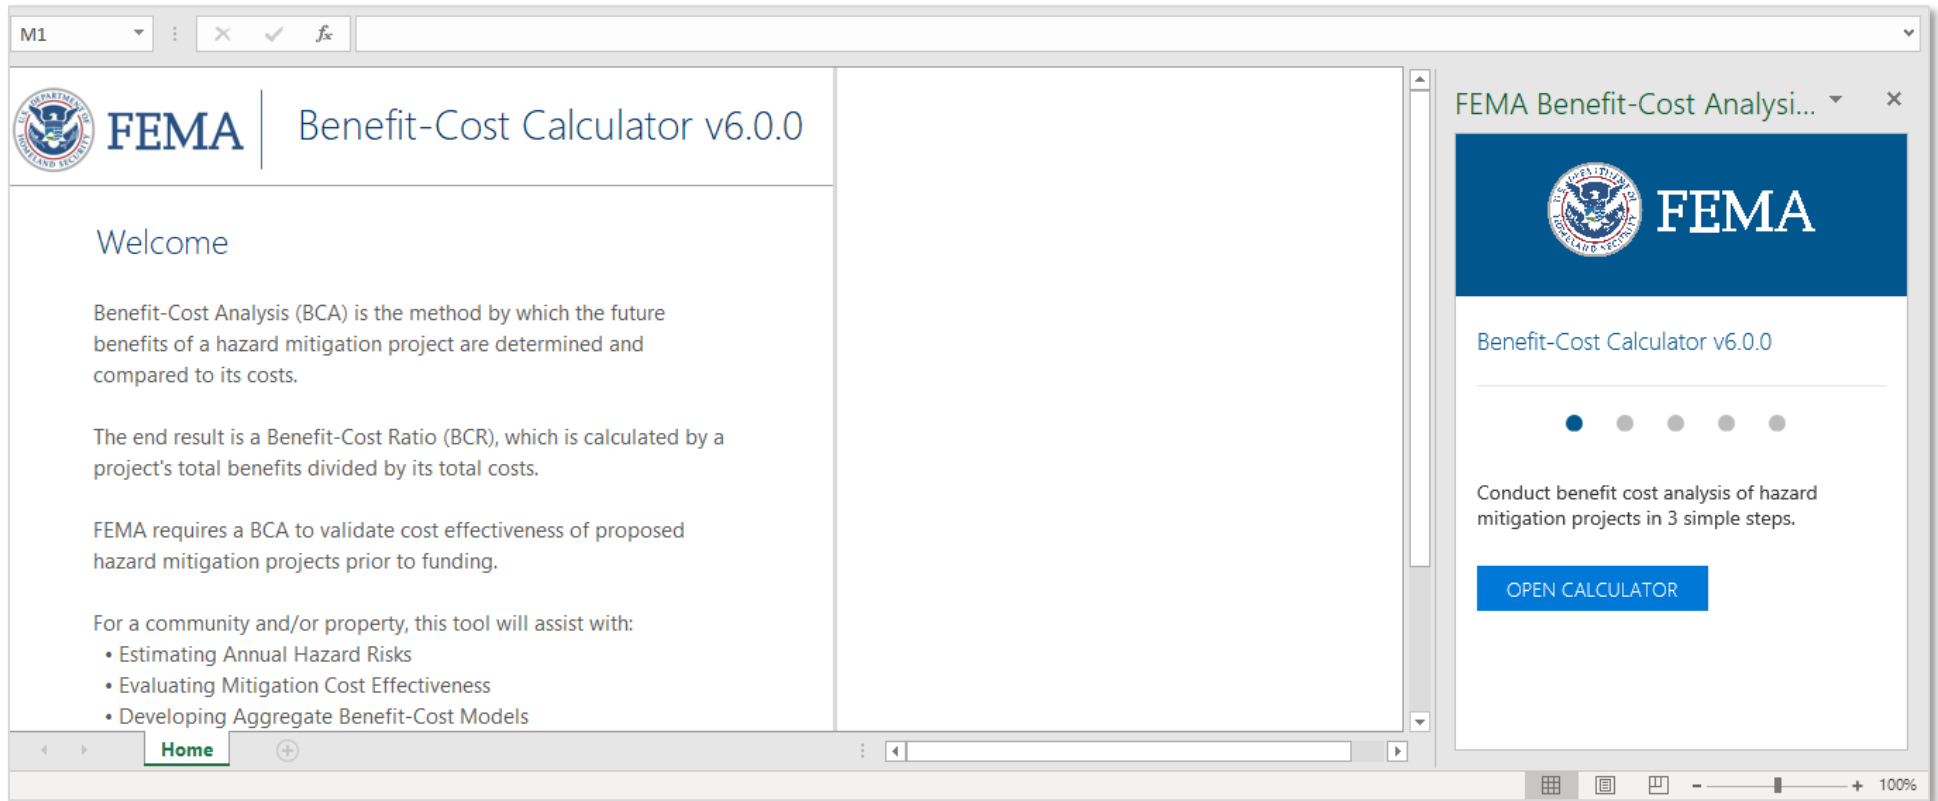 M1
fx
FEMA Benefit-Cost Analysi...
U.S. DEPARTMENT OF HOMELAND SECURITY
FEMA
Benefit-Cost Calculator v6.0.0
Welcome
Benefit-Cost Analysis (BCA) is the method by which the future
benefits of a hazard mitigation project are determined and
compared to its costs.
The end result is a Benefit-Cost Ratio (BCR), which is calculated by a
project's total benefits divided by its total costs.
FEMA requires a BCA to validate cost effectiveness of proposed
hazard mitigation projects prior to funding.
For a community and/or property, this tool will assist with:
• Estimating Annual Hazard Risks
• Evaluating Mitigation Cost Effectiveness
• Developing Aggregate Benefit-Cost Models
FEMA
Benefit-Cost Calculator v6.0.0
Conduct benefit cost analysis of hazard
mitigation projects in 3 simple steps.
OPEN CALCULATOR
Home
100%